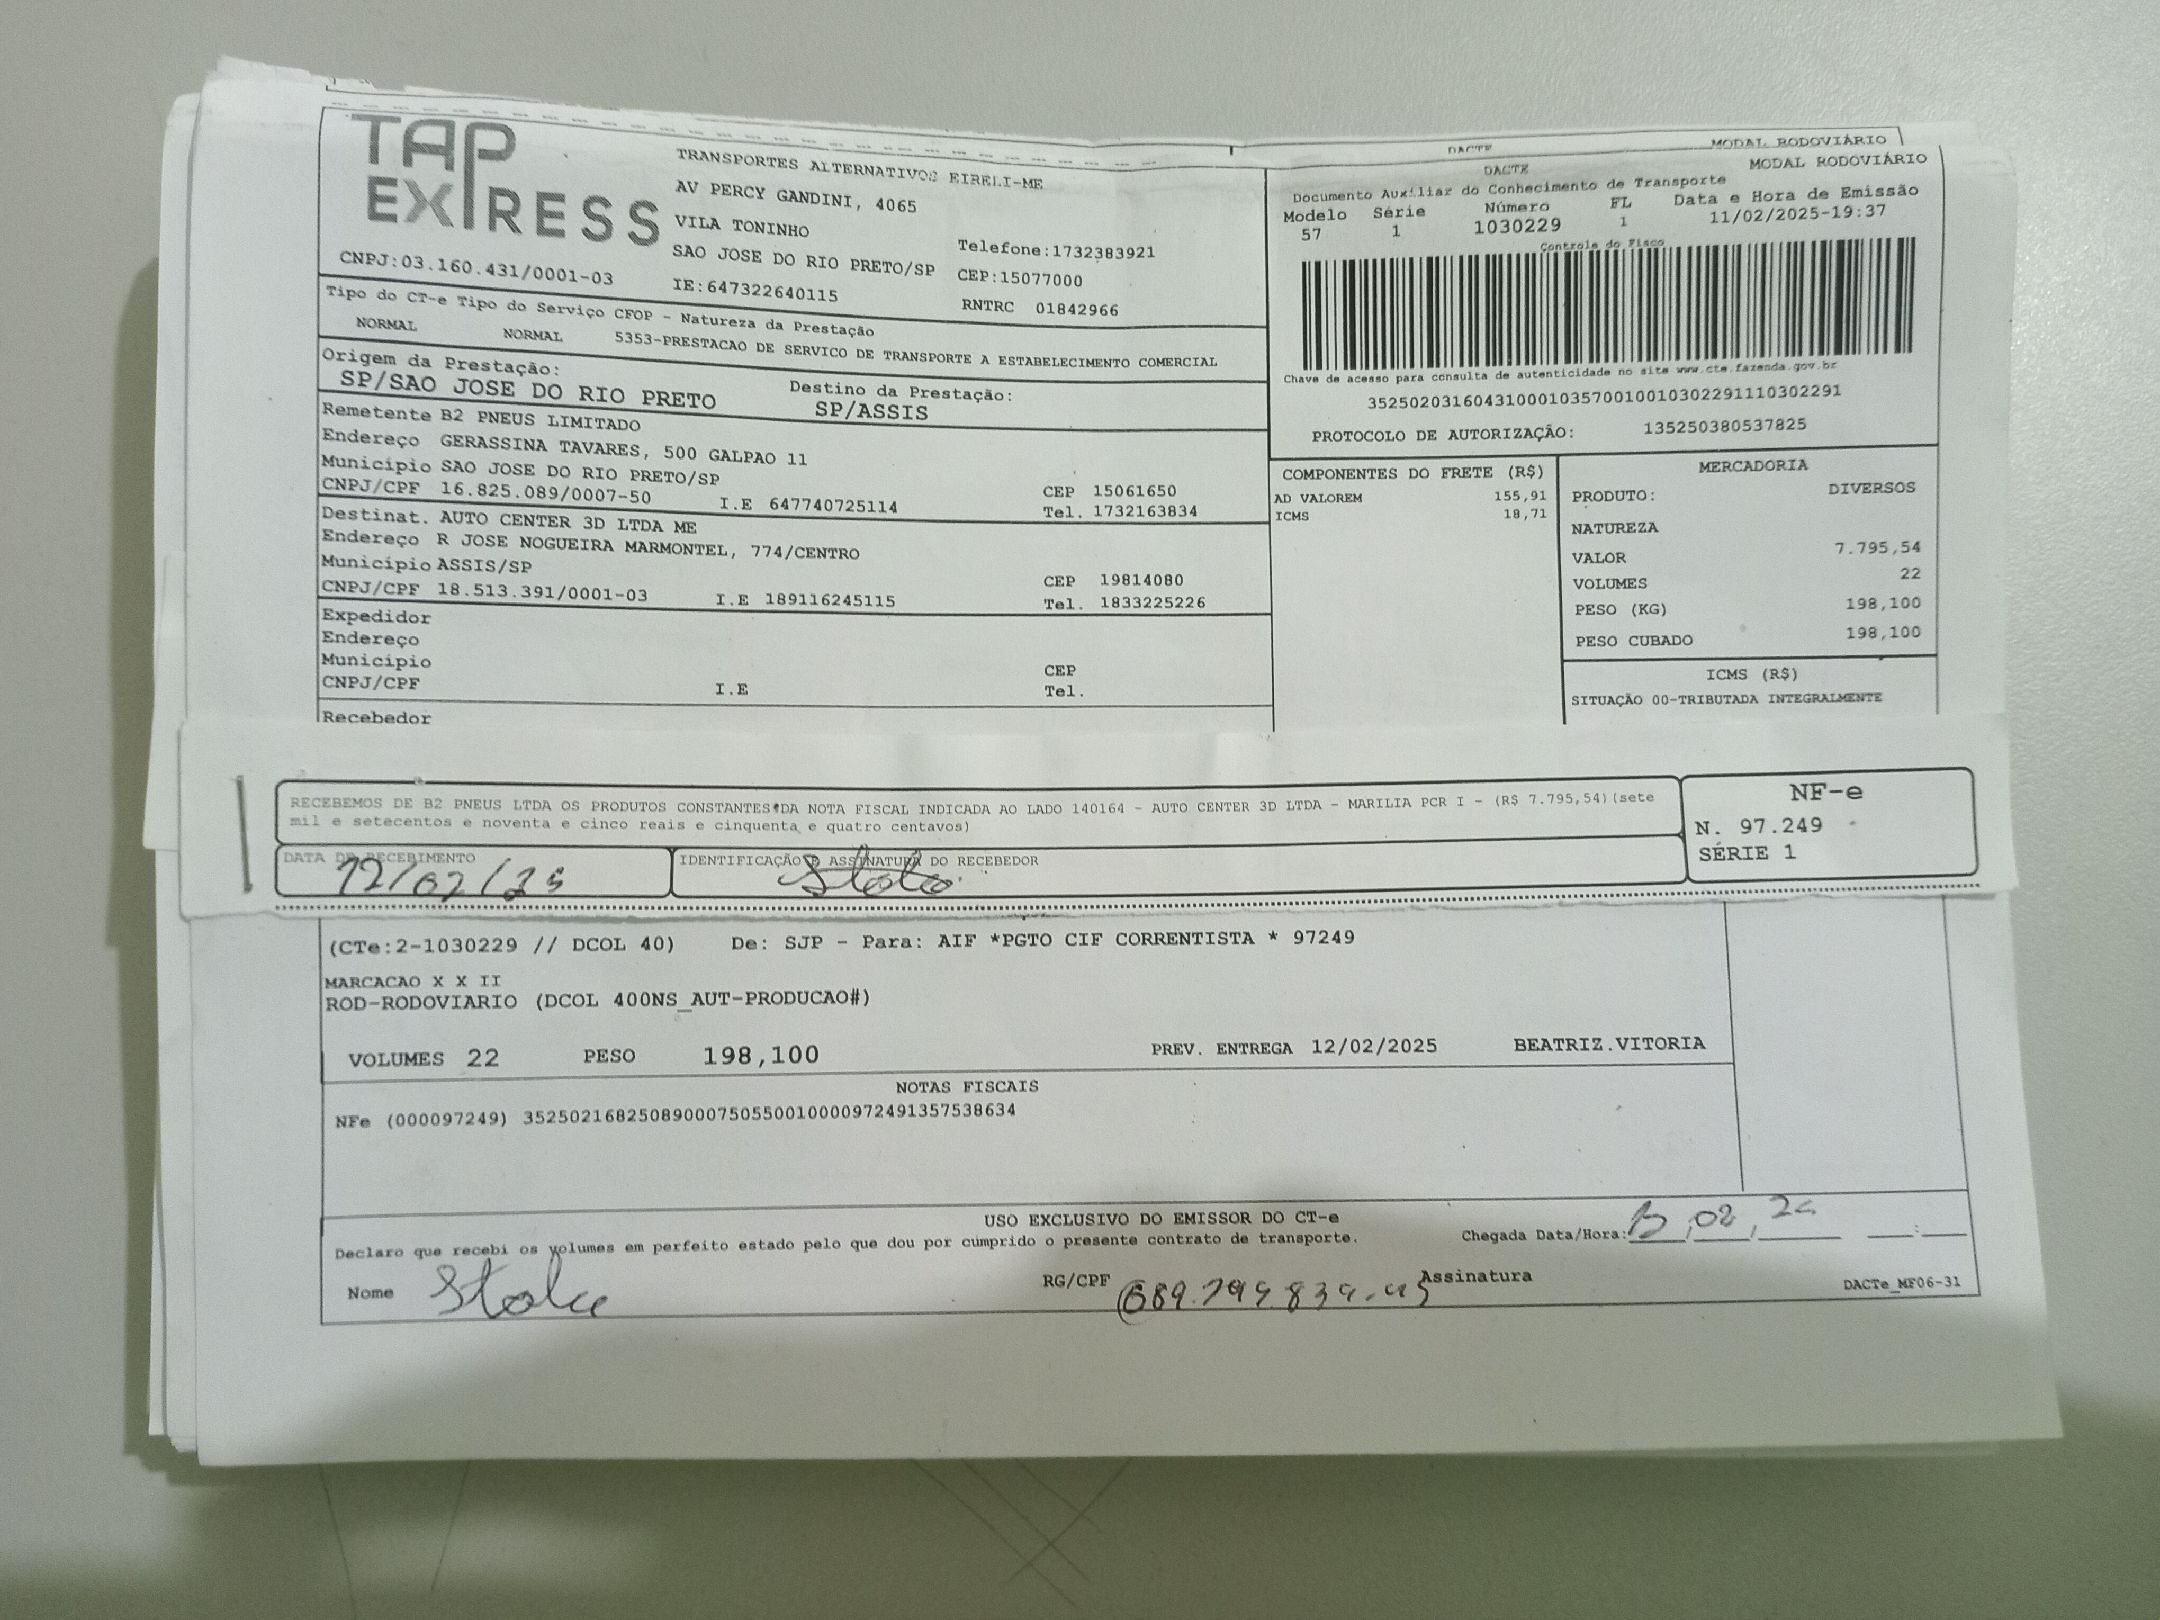 TAP EXPRESS
TRANSPORTES ALTERNATIVOS EIRELI-ME
AV PERCY GANDINI, 4065
VILA TONINHO
SAO JOSE DO RIO PRETO/SP
Telefone:1732383921
CEP:15077000
CNPJ:03.160.431/0001-03
IE:647322640115
RNTRC 01842966
DACTE MODAL RODOVIÁRIO
DACTE MODAL RODOVIÁRIO
Documento Auxiliar do Conhecimento de Transporte
Modelo Série Número FL Data e Hora de Emissão
57 1 1030229 1 11/02/2025-19:37
Controle do Fisco
Chave de acesso para consulta de autenticidade no site www.cte.fazenda.gov.br
35250203160431000103570010010302291110302291
PROTOCOLO DE AUTORIZAÇÃO: 135250380537825
Tipo do CT-e Tipo do Serviço CFOP - Natureza da Prestação
NORMAL NORMAL 5353-PRESTACAO DE SERVICO DE TRANSPORTE A ESTABELECIMENTO COMERCIAL
Origem da Prestação:
SP/SAO JOSE DO RIO PRETO
Destino da Prestação:
SP/ASSIS
Remetente B2 PNEUS LIMITADO
Endereço GERASSINA TAVARES, 500 GALPAO 11
Município SAO JOSE DO RIO PRETO/SP CEP 15061650
CNPJ/CPF 16.825.089/0007-50 I.E 647740725114 Tel. 1732163834
Destinat. AUTO CENTER 3D LTDA ME
Endereço R JOSE NOGUEIRA MARMONTEL, 774/CENTRO
Município ASSIS/SP CEP 19814080
CNPJ/CPF 18.513.391/0001-03 I.E 189116245115 Tel. 1833225226
Expedidor
Endereço
Município CEP
CNPJ/CPF I.E Tel.
Recebedor
COMPONENTES DO FRETE (R$)
AD VALOREM 155,91
ICMS 18,71
MERCADORIA
PRODUTO: DIVERSOS
NATUREZA
VALOR 7.795,54
VOLUMES 22
PESO (KG) 198,100
PESO CUBADO 198,100
ICMS (R$)
SITUAÇÃO 00-TRIBUTADA INTEGRALMENTE
RECEBEMOS DE B2 PNEUS LTDA OS PRODUTOS CONSTANTES DA NOTA FISCAL INDICADA AO LADO 140164 - AUTO CENTER 3D LTDA - MARILIA PCR I - (R$ 7.795,54)(sete
mil e setecentos e noventa e cinco reais e cinquenta e quatro centavos)
NF-e
N. 97.249
SÉRIE 1
DATA DE RECEBIMENTO
12/02/25
IDENTIFICAÇÃO E ASSINATURA DO RECEBEDOR
(CTe:2-1030229 // DCOL 40) De: SJP - Para: AIF *PGTO CIF CORRENTISTA * 97249
MARCACAO X X II
ROD-RODOVIARIO (DCOL 400NS_AUT-PRODUCAO#)
VOLUMES 22 PESO 198,100 PREV. ENTREGA 12/02/2025 BEATRIZ.VITORIA
NOTAS FISCAIS
NFe (000097249) 35250216825089000750550010000972491357538634
USO EXCLUSIVO DO EMISSOR DO CT-e
Declaro que recebi os volumes em perfeito estado pelo que dou por cumprido o presente contrato de transporte.
Chegada Data/Hora: 02
Nome
RG/CPF
Assinatura
DACTe_MF06-31